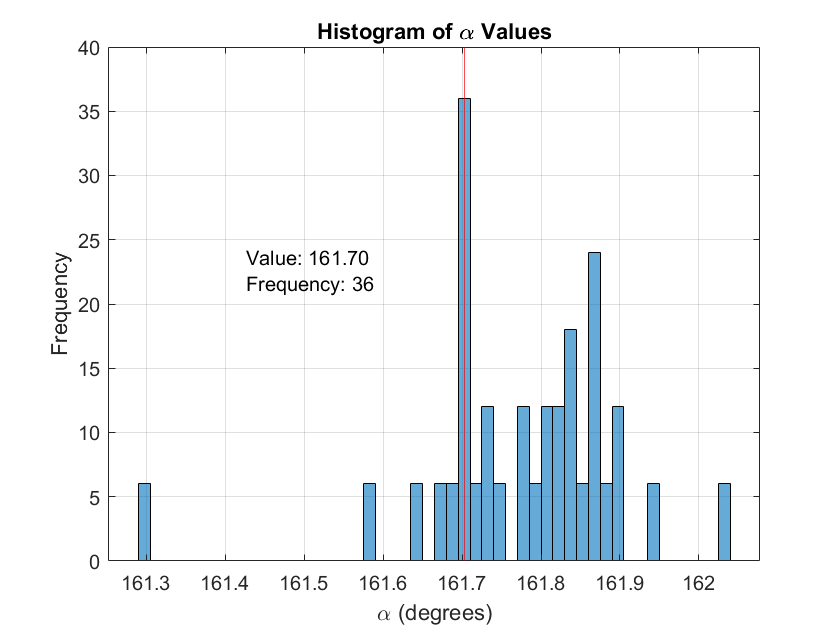 Histogram of α Values
40
35
30
25
20
15
10
5
0
Frequency
Value: 161.70
Frequency: 36
161.3 161.4 161.5 161.6 161.7 161.8 161.9 162
α (degrees)